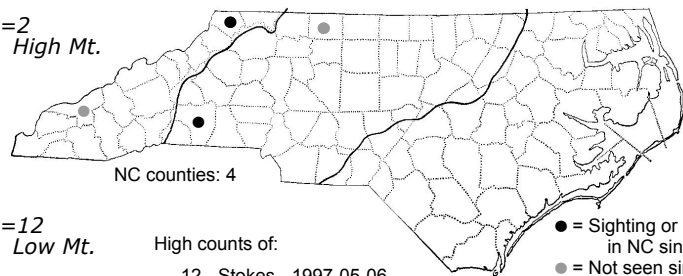 =2
High Mt.
NC counties: 4
=12
Low Mt.
High counts of:
12 - Stokes - 1997-05-06
● = Sighting or
in NC sin
● = Not seen sin